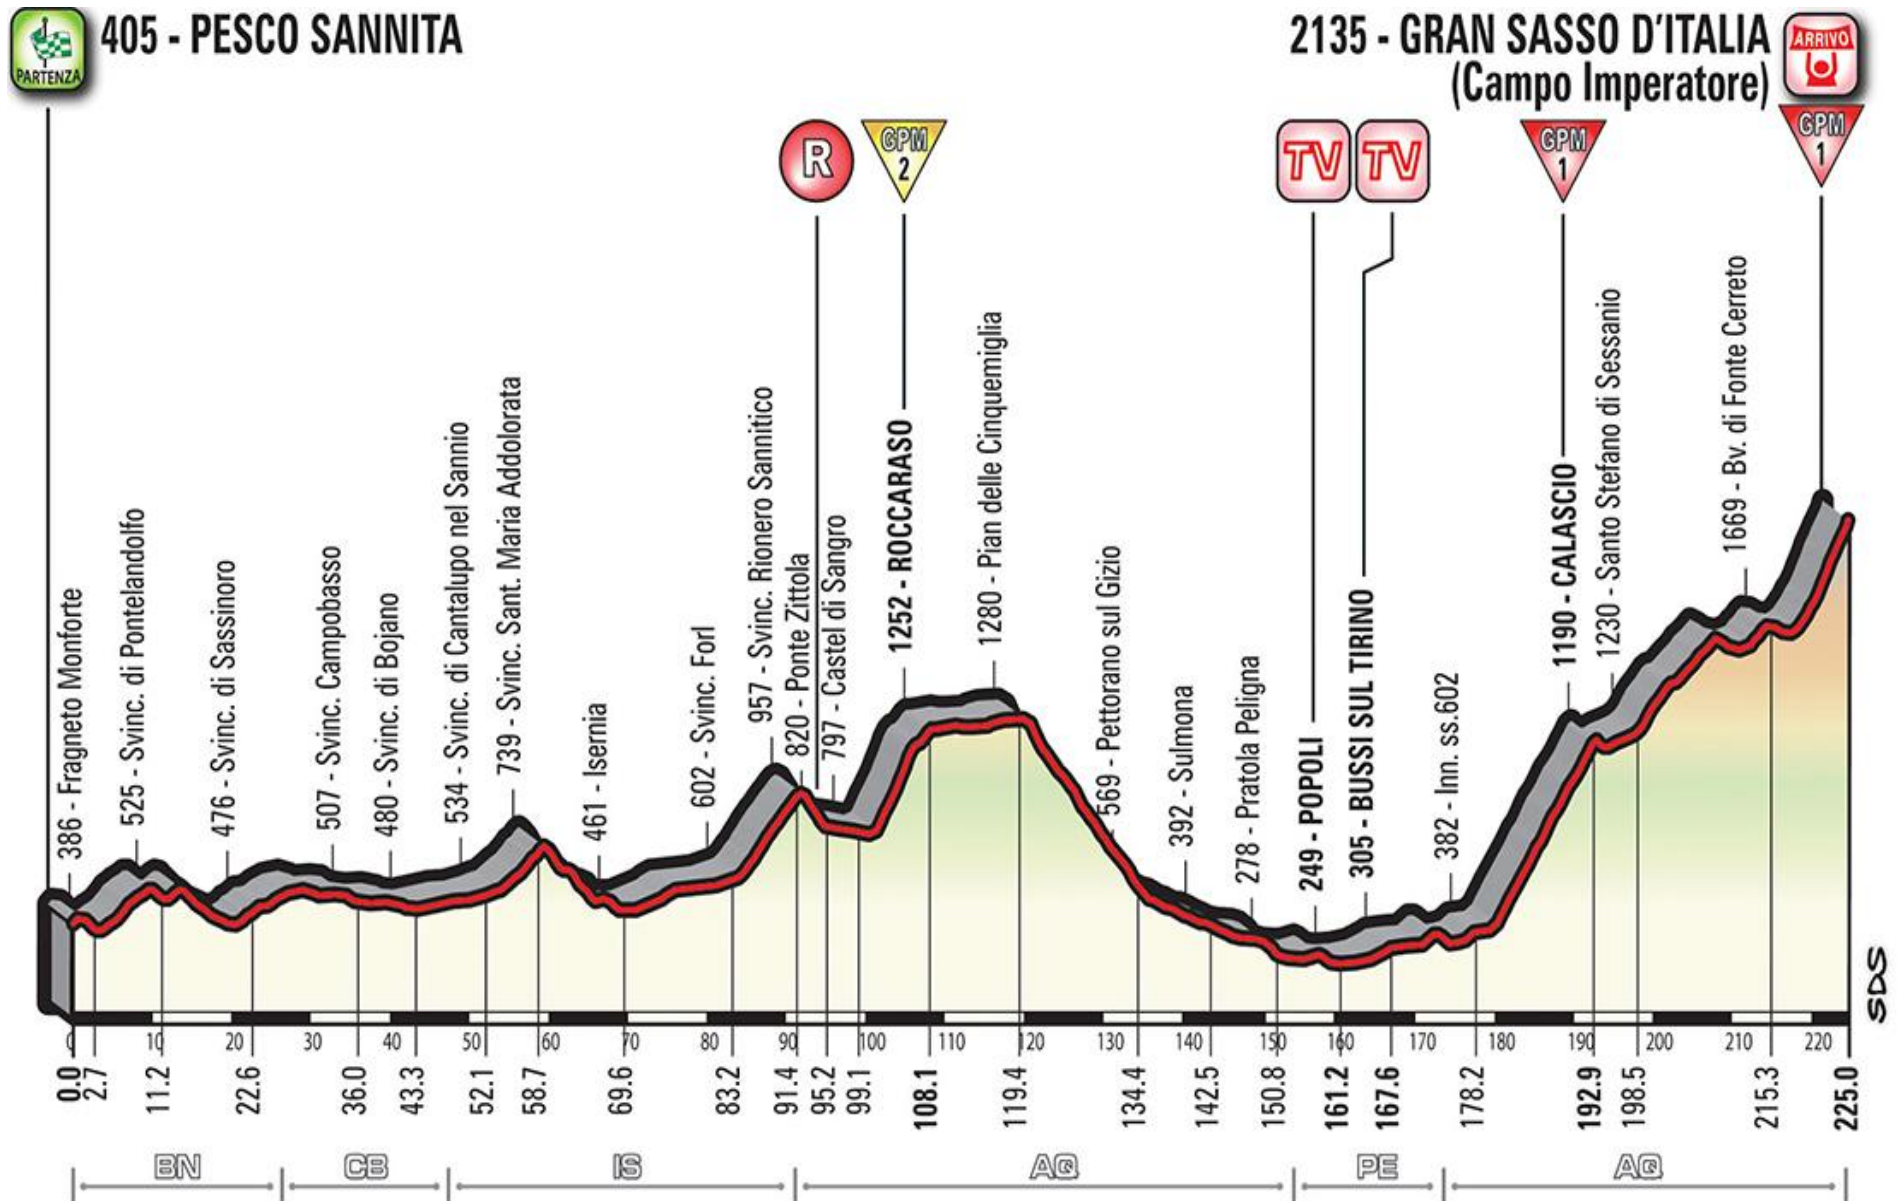 405 - PESCO SANNITA
PARTENZA
2135 - GRAN SASSO D'ITALIA
(Campo Imperatore)
ARRIVO
R
GPM
2
TV
TV
GPM
1
GPM
1
386 - Fragneto Monforte
525 - Svinc. di Pontelandolfo
476 - Svinc. di Sassinoro
507 - Svinc. Campobasso
480 - Svinc. di Bojano
534 - Svinc. di Cantalupo nel Sannio
739 - Svinc. Sant. Maria Addolorata
461 - Isernia
602 - Svinc. Forl
957 - Svinc. Rionero Sannitico
820 - Ponte Zittola
797 - Castel di Sangro
1252 - ROCCARASO
1280 - Pian delle Cinquemiglia
569 - Pettorano sul Gizio
392 - Sulmona
278 - Pratola Peligna
249 - POPOLI
305 - BUSSI SUL TIRINO
382 - Inn. ss.602
1190 - CALASCIO
1230 - Santo Stefano di Sessanio
1669 - Bv. di Fonte Cerreto
SDS
0 10 20 30 40 50 60 70 80 90 100 110 120 130 140 150 160 170 180 190 200 210 220
0.0 2.7 11.2 22.6 36.0 43.3 52.1 58.7 69.6 83.2 91.4 95.2 99.1 108.1 119.4 134.4 142.5 150.8 161.2 167.6 178.2 192.9 198.5 215.3 225.0
BN CB IS AQ PE AQ